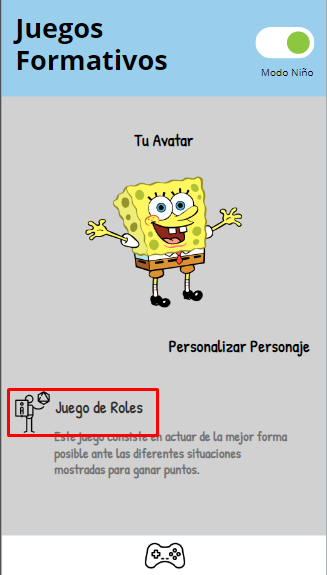 Juegos
Formativos
Modo Niño
Tu Avatar
Personalizar Personaje
Juego de Roles
Este juego consiste en actuar de la mejor forma
posible ante las diferentes situaciones
mostradas para ganar puntos.